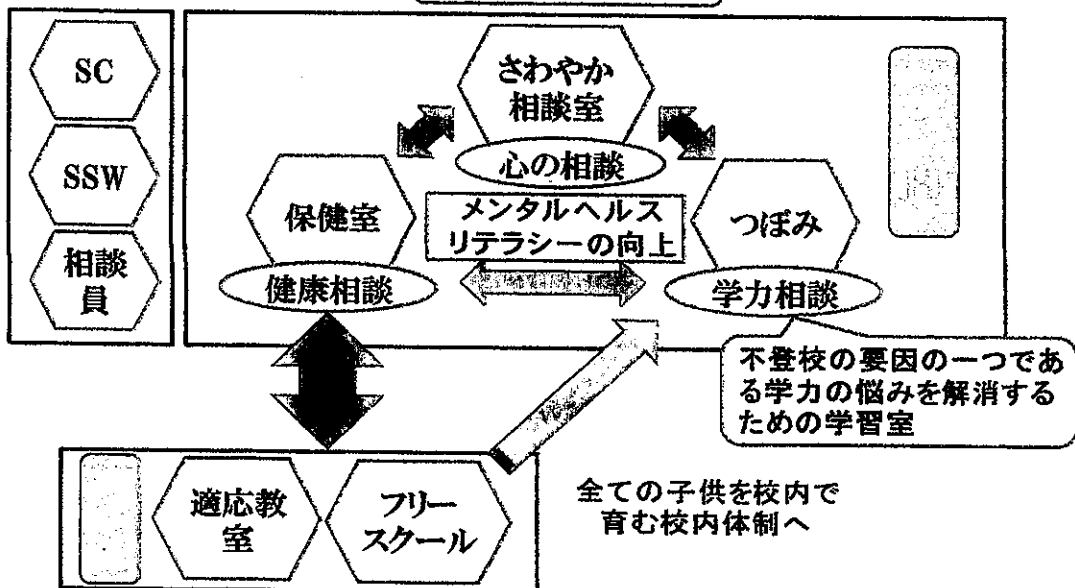 SC
SSW
相談
員
さわやか
相談室
心の相談
保健室
健康相談
メンタルヘルス
リテラシーの向上
つぼみ
学力相談
不登校の要因の一つであ
る学力の悩みを解消する
ための学習室
適応教
室
フリー
スクール
全ての子供を校内で
育む校内体制へ